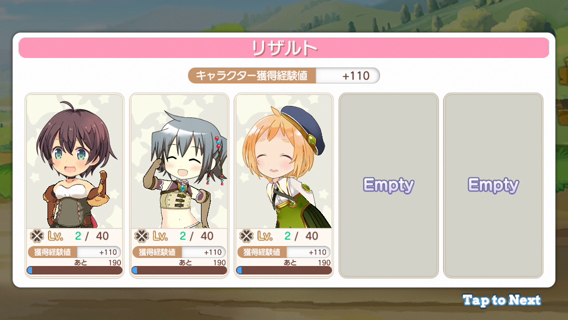 リザルト
キャラクター獲得経験値 +110
Lv. 2 / 40
獲得経験値 +110
あと 190
Lv. 2 / 40
獲得経験値 +110
あと 190
Lv. 2 / 40
獲得経験値 +110
あと 190
Empty
Empty
Tap to Next